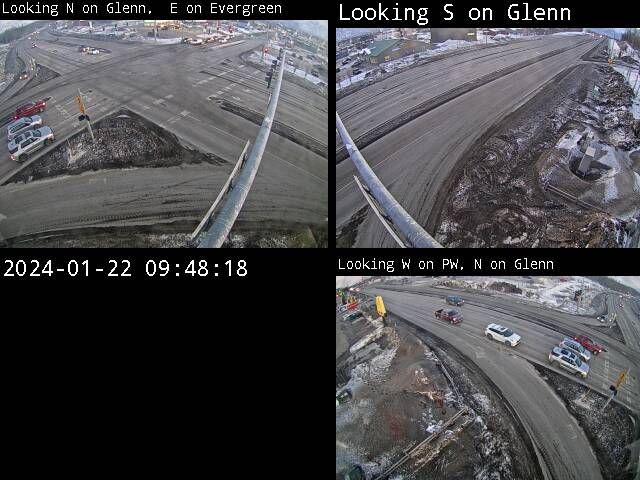 Looking N on Glenn,  E on Evergreen
Looking S on Glenn
2024-01-22 09:48:18
Looking W on PW, N on Glenn